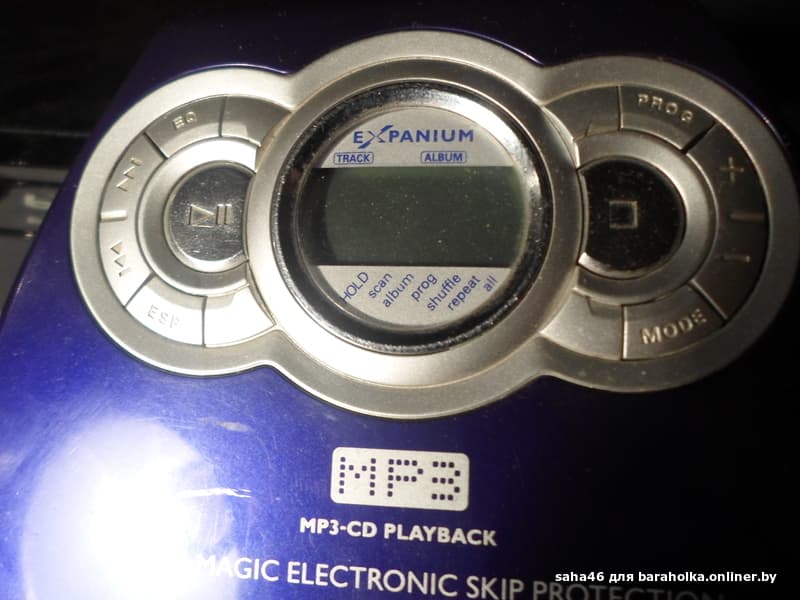 EQ
PROG
EXPANIUM
TRACK ALBUM
HOLD scan album prog shuffle repeat all
ESP
MODE
MP3
MP3-CD PLAYBACK
MAGIC ELECTRONIC SKIP PROTECTION
saha46 для baraholka.onliner.by